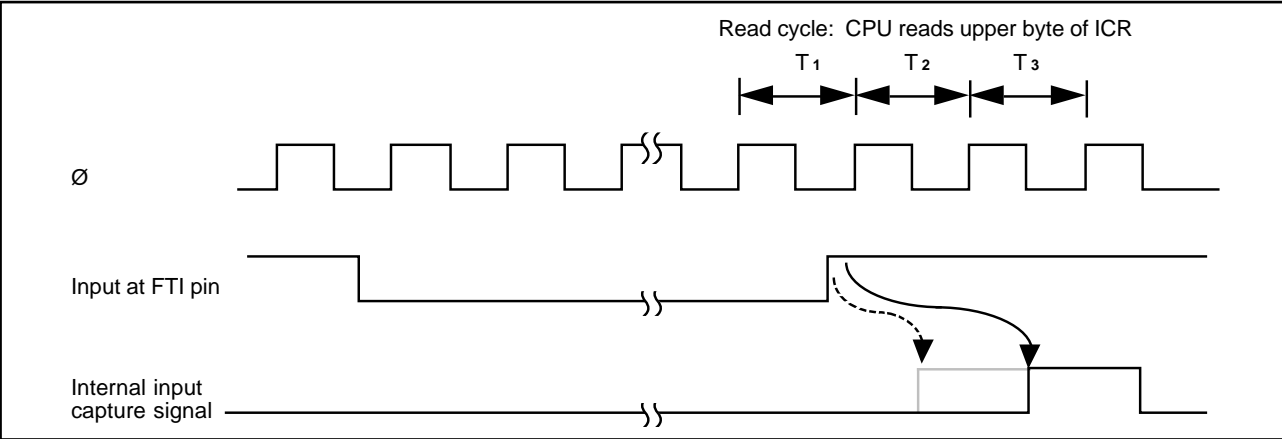 Read cycle: CPU reads upper byte of ICR
T1 T2 T3
Ø
Input at FTI pin
Internal input
capture signal